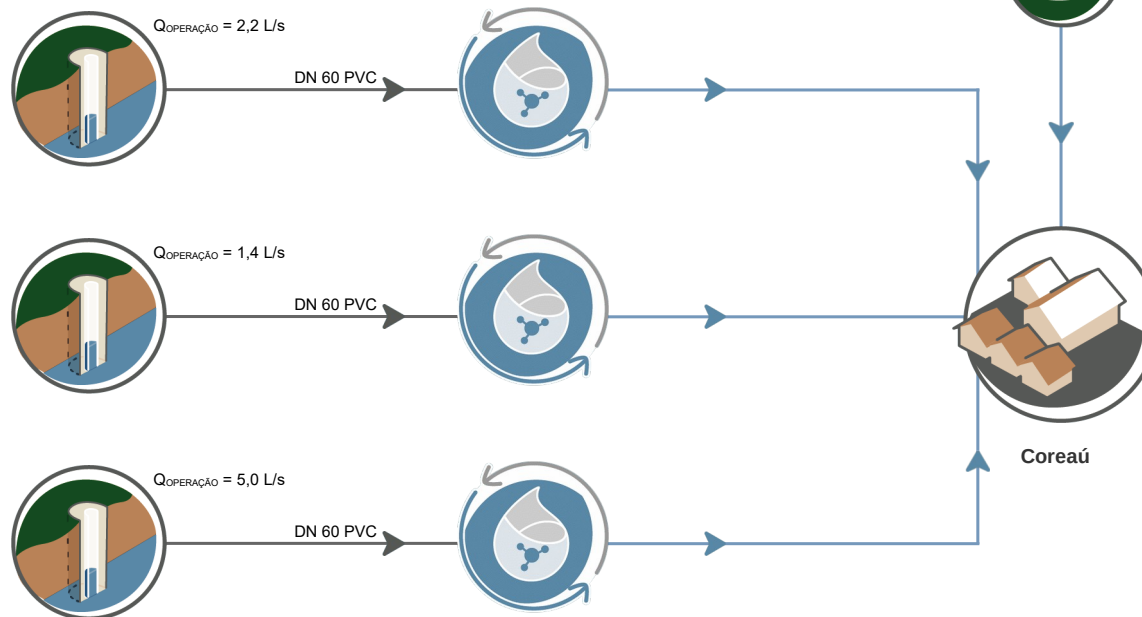 QOPERAÇÃO = 2,2 L/s
DN 60 PVC
QOPERAÇÃO = 1,4 L/s
DN 60 PVC
Coreaú
QOPERAÇÃO = 5,0 L/s
DN 60 PVC